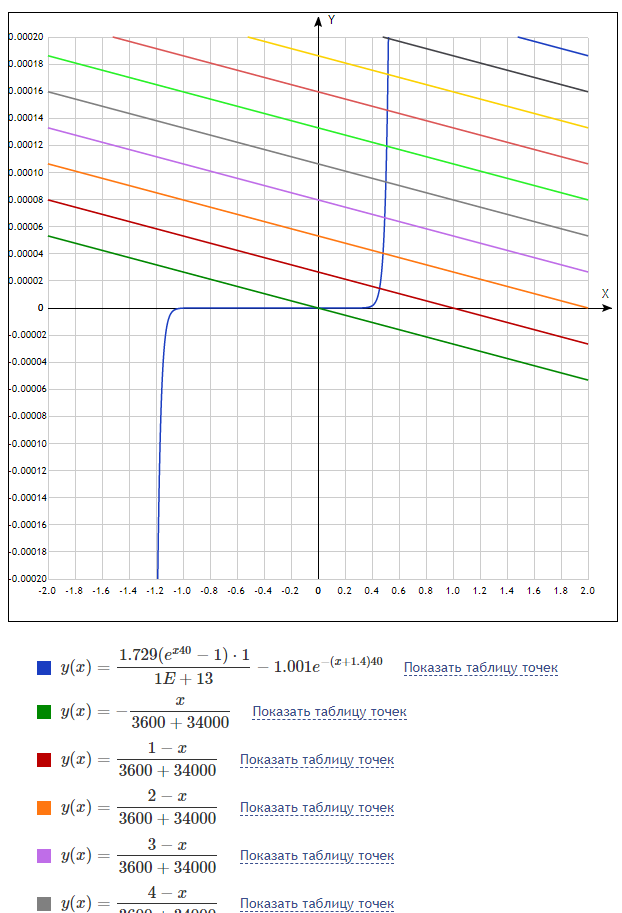 Y
0.00020
0.00018
0.00016
0.00014
0.00012
0.00010
0.00008
0.00006
0.00004
0.00002
X
0
-0.00002
-0.00004
-0.00006
-0.00008
-0.00010
-0.00012
-0.00014
-0.00016
-0.00018
-0.00020
-2.0 -1.8 -1.6 -1.4 -1.2 -1.0 -0.8 -0.6 -0.4 -0.2 0 0.2 0.4 0.6 0.8 1.0 1.2 1.4 1.6 1.8 2.0
y(x) = 1.729(e^{x40} − 1) · 1 / 1E + 13 − 1.001e^{−(x+1.4)40} Показать таблицу точек
y(x) = − x / 3600 + 34000 Показать таблицу точек
y(x) = 1 − x / 3600 + 34000 Показать таблицу точек
y(x) = 2 − x / 3600 + 34000 Показать таблицу точек
y(x) = 3 − x / 3600 + 34000 Показать таблицу точек
y(x) = 4 − x / 3600 + 34000 Показать таблицу точек